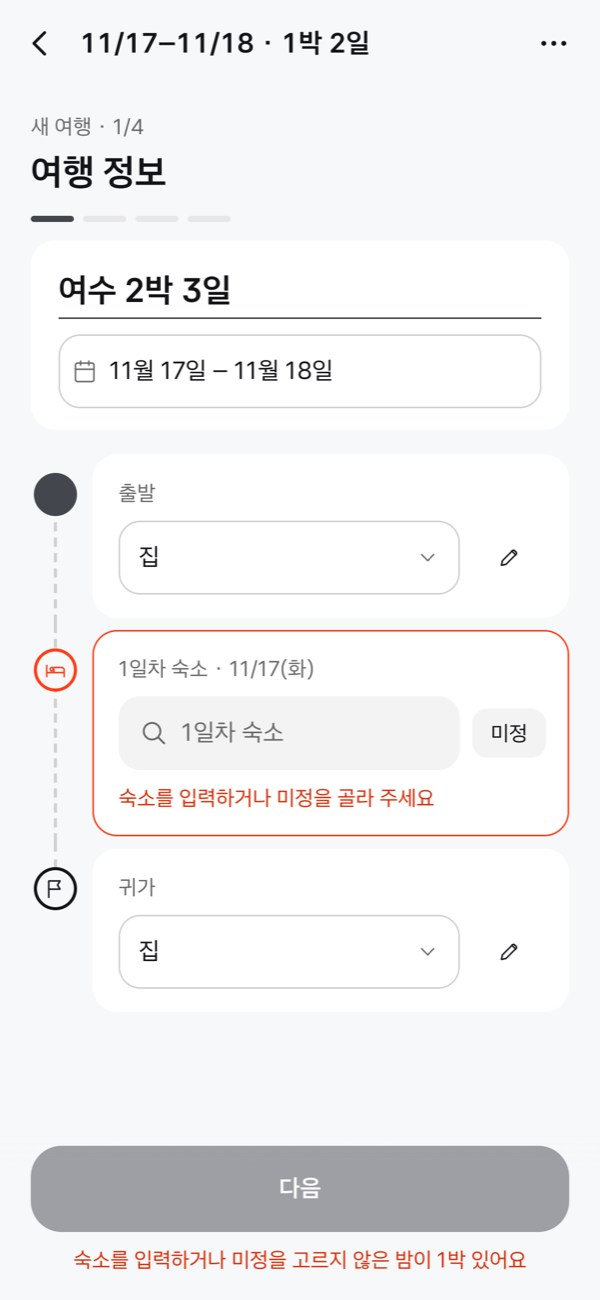 11/17–11/18 · 1박 2일
새 여행 · 1/4
여행 정보
여수 2박 3일
11월 17일 – 11월 18일
출발
집
1일차 숙소 · 11/17(화)
1일차 숙소
미정
숙소를 입력하거나 미정을 골라 주세요
귀가
집
다음
숙소를 입력하거나 미정을 고르지 않은 밤이 1박 있어요